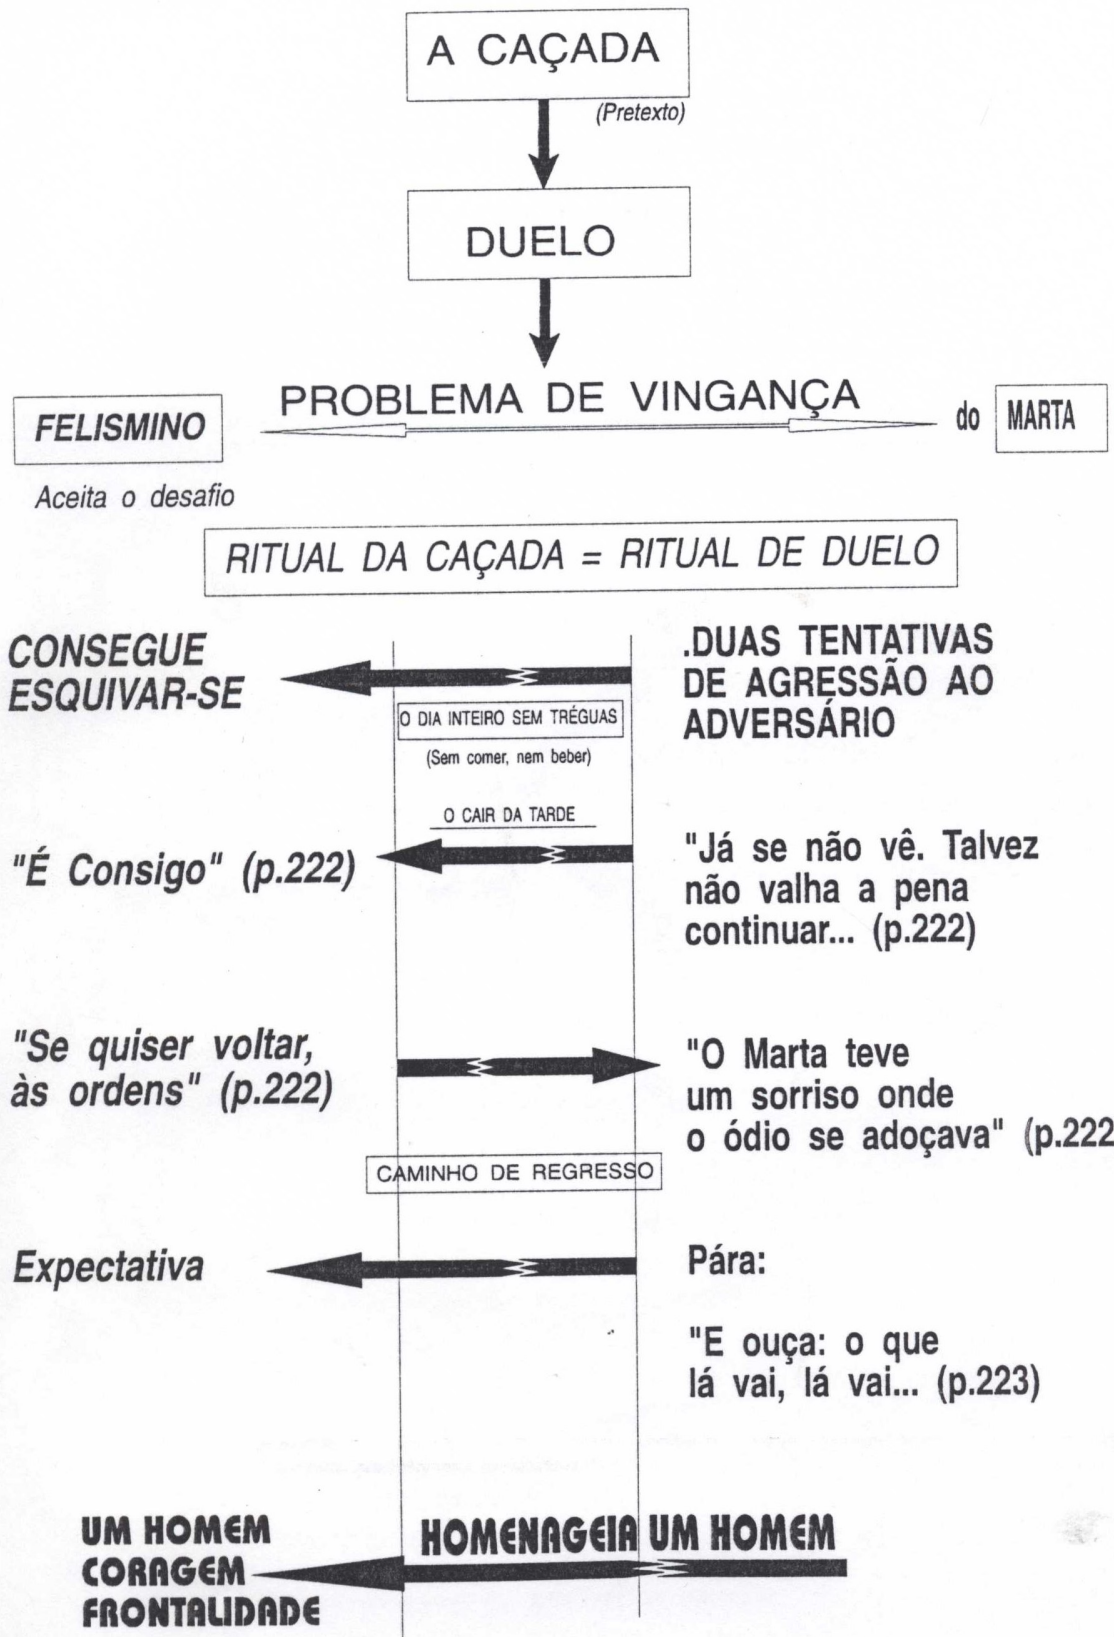 A CAÇADA
(Pretexto)
DUELO
PROBLEMA DE VINGANÇA
FELISMINO
do MARTA
Aceita o desafio
RITUAL DA CAÇADA = RITUAL DE DUELO
CONSEGUE
ESQUIVAR-SE
.DUAS TENTATIVAS
DE AGRESSÃO AO
ADVERSÁRIO
O DIA INTEIRO SEM TRÉGUAS
(Sem comer, nem beber)
O CAIR DA TARDE
"É Consigo" (p.222)
"Já se não vê. Talvez
não valha a pena
continuar... (p.222)
"Se quiser voltar,
às ordens" (p.222)
"O Marta teve
um sorriso onde
o ódio se adoçava" (p.222
CAMINHO DE REGRESSO
Expectativa
Pára:
"E ouça: o que
lá vai, lá vai... (p.223)
UM HOMEM
CORAGEM
FRONTALIDADE
HOMENAGEIA UM HOMEM